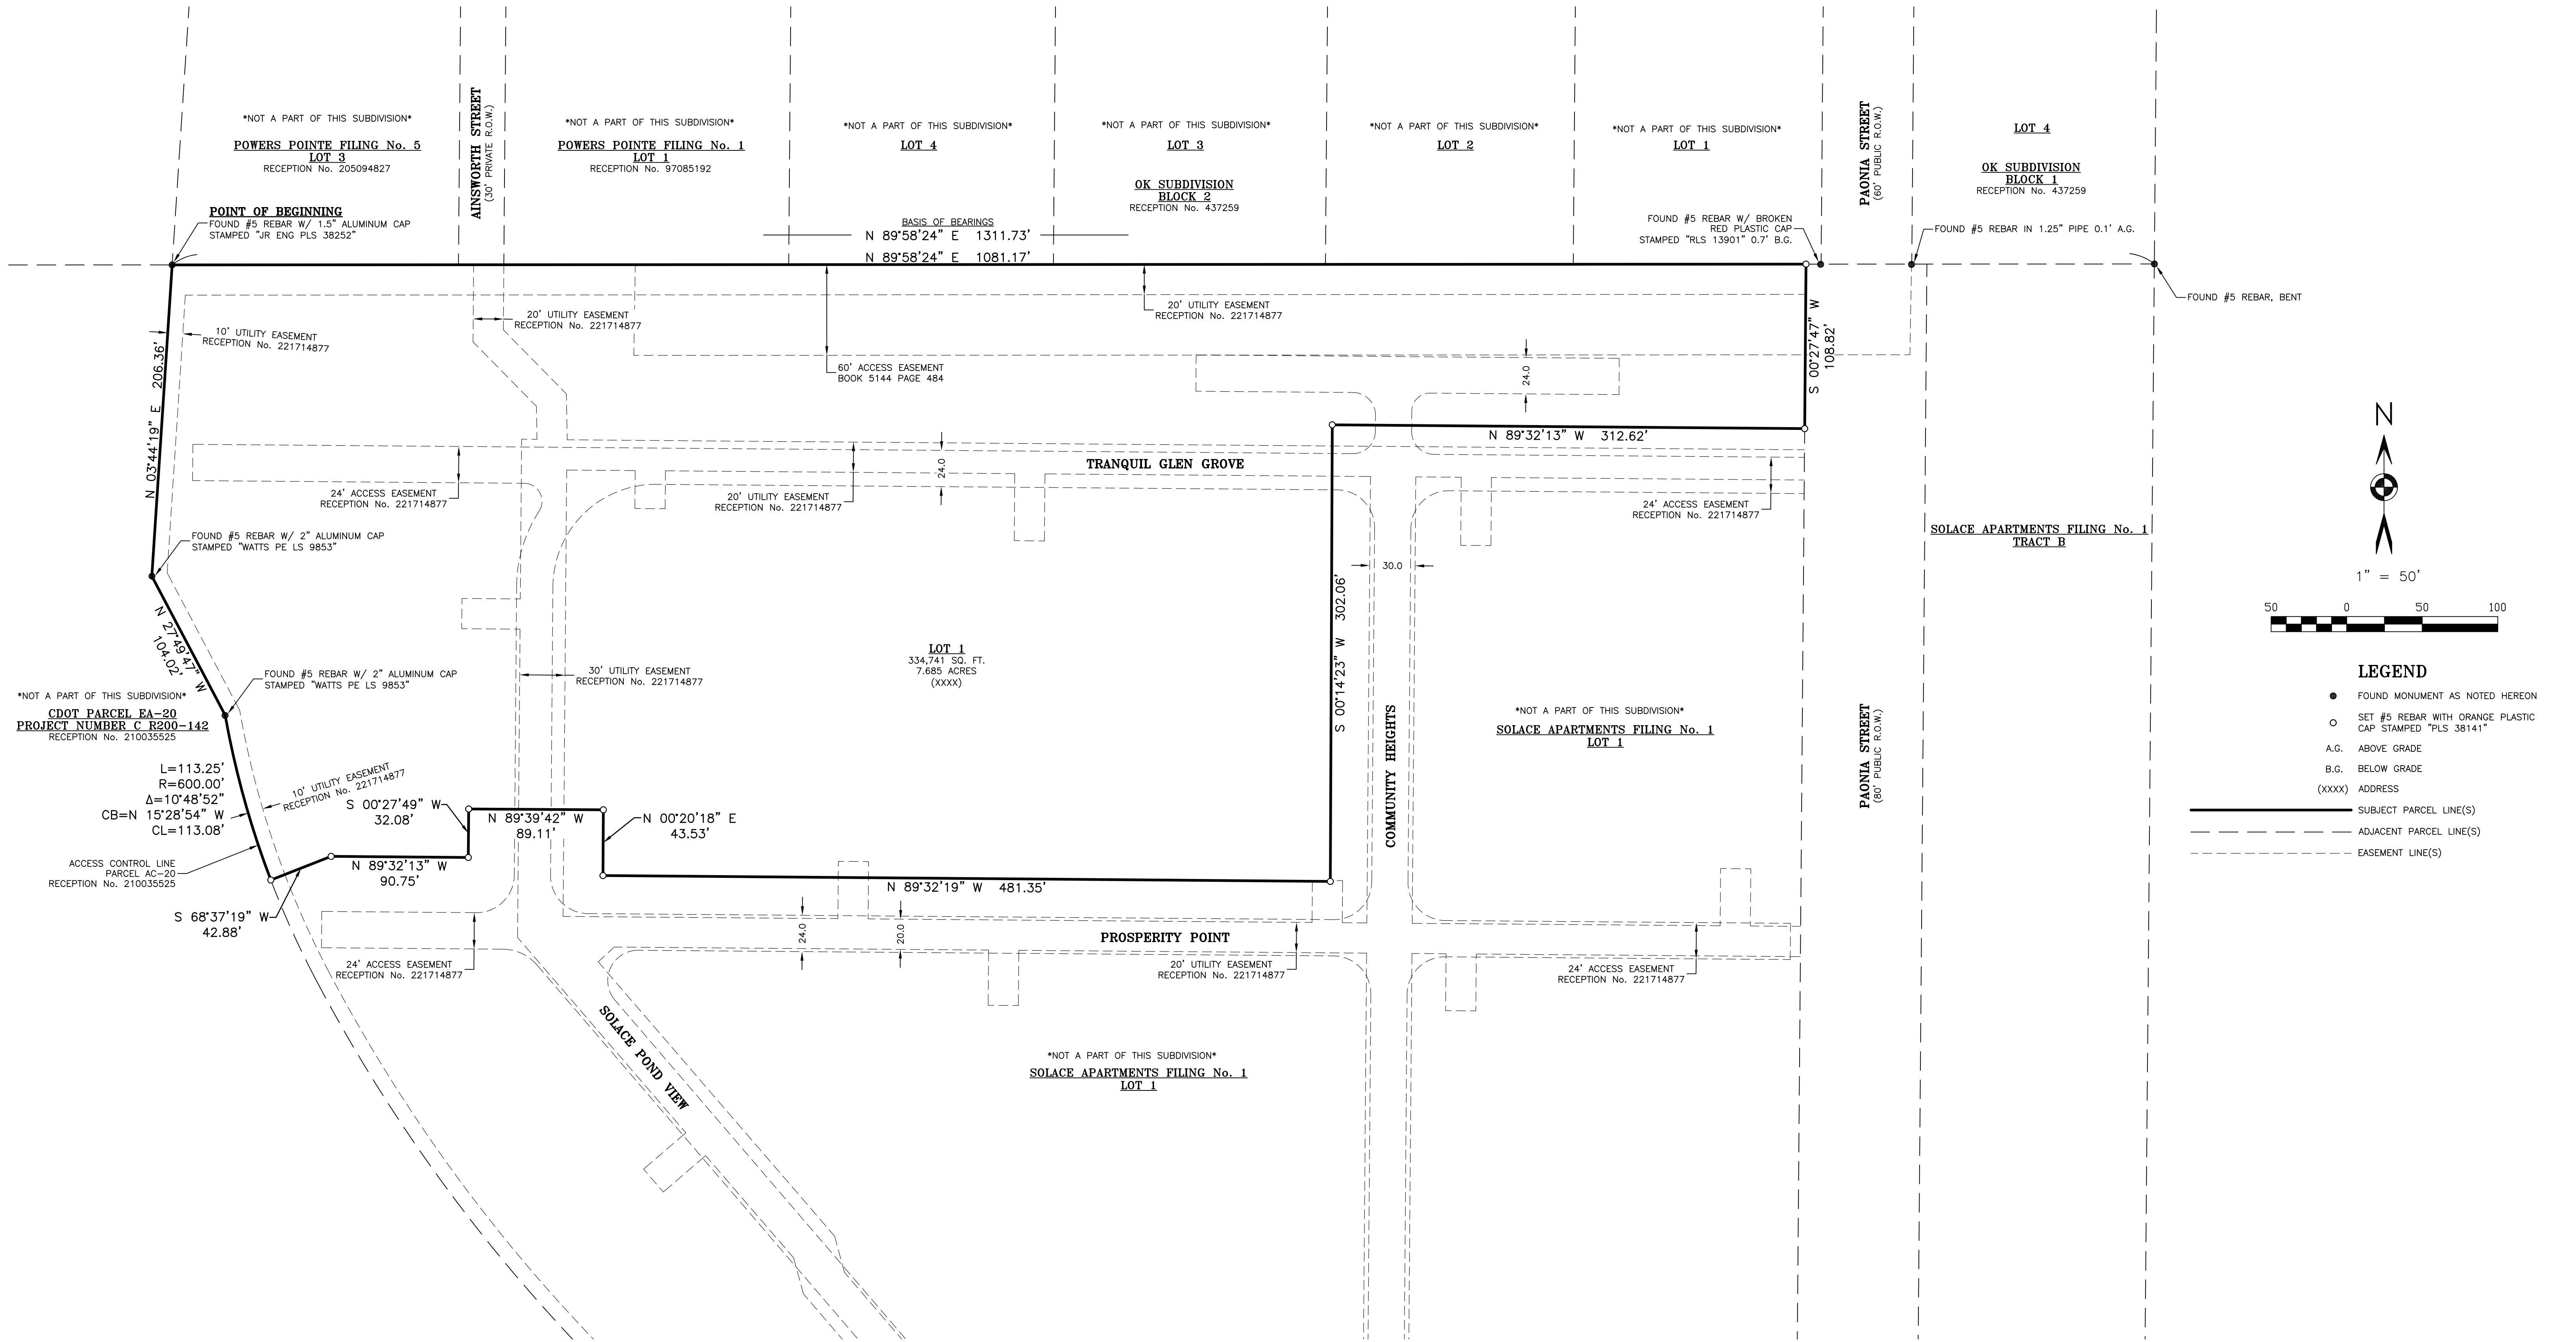 *NOT A PART OF THIS SUBDIVISION*
POWERS POINTE FILING No. 5
LOT 3
RECEPTION No. 205094827
AINSWORTH STREET
(30' PRIVATE R.O.W.)
*NOT A PART OF THIS SUBDIVISION*
POWERS POINTE FILING No. 1
LOT 1
RECEPTION No. 97085192
*NOT A PART OF THIS SUBDIVISION*
LOT 4
*NOT A PART OF THIS SUBDIVISION*
LOT 3
OK SUBDIVISION
BLOCK 2
RECEPTION No. 437259
*NOT A PART OF THIS SUBDIVISION*
LOT 2
*NOT A PART OF THIS SUBDIVISION*
LOT 1
PAONIA STREET
(60' PUBLIC R.O.W.)
LOT 4
OK SUBDIVISION
BLOCK 1
RECEPTION No. 437259
POINT OF BEGINNING
FOUND #5 REBAR W/ 1.5" ALUMINUM CAP
STAMPED "JR ENG PLS 38252"
BASIS OF BEARINGS
N 89°58'24" E 1311.73'
N 89°58'24" E 1081.17'
FOUND #5 REBAR W/ BROKEN
RED PLASTIC CAP
STAMPED "RLS 13901" 0.7' B.G.
FOUND #5 REBAR IN 1.25" PIPE 0.1' A.G.
FOUND #5 REBAR, BENT
10' UTILITY EASEMENT
RECEPTION No. 221714877
20' UTILITY EASEMENT
RECEPTION No. 221714877
60' ACCESS EASEMENT
BOOK 5144 PAGE 484
20' UTILITY EASEMENT
RECEPTION No. 221714877
24.0
S 00°27'47" W
108.82'
N 03°44'19" E 206.36'
N 89°32'13" W 312.62'
24' ACCESS EASEMENT
RECEPTION No. 221714877
20' UTILITY EASEMENT
RECEPTION No. 221714877
24.0
TRANQUIL GLEN GROVE
24' ACCESS EASEMENT
RECEPTION No. 221714877
FOUND #5 REBAR W/ 2" ALUMINUM CAP
STAMPED "WATTS PE LS 9853"
SOLACE APARTMENTS FILING No. 1
TRACT B
N
1" = 50'
50 0 50 100
30.0
N 27°49'47" W
104.02'
S 00°14'23" W 302.06'
LOT 1
334,741 SQ. FT.
7.685 ACRES
(XXXX)
30' UTILITY EASEMENT
RECEPTION No. 221714877
FOUND #5 REBAR W/ 2" ALUMINUM CAP
STAMPED "WATTS PE LS 9853"
*NOT A PART OF THIS SUBDIVISION*
CDOT PARCEL EA-20
PROJECT NUMBER C R200-142
RECEPTION No. 210035525
LEGEND
FOUND MONUMENT AS NOTED HEREON
SET #5 REBAR WITH ORANGE PLASTIC
CAP STAMPED "PLS 38141"
A.G. ABOVE GRADE
B.G. BELOW GRADE
(XXXX) ADDRESS
SUBJECT PARCEL LINE(S)
ADJACENT PARCEL LINE(S)
EASEMENT LINE(S)
COMMUNITY HEIGHTS
*NOT A PART OF THIS SUBDIVISION*
SOLACE APARTMENTS FILING No. 1
LOT 1
PAONIA STREET
(80' PUBLIC R.O.W.)
L=113.25'
R=600.00'
Δ=10°48'52"
CB=N 15°28'54" W
CL=113.08'
10' UTILITY EASEMENT
RECEPTION No. 221714877
S 00°27'49" W
32.08'
N 89°39'42" W
89.11'
N 00°20'18" E
43.53'
ACCESS CONTROL LINE
PARCEL AC-20
RECEPTION No. 210035525
N 89°32'13" W
90.75'
N 89°32'19" W 481.35'
S 68°37'19" W
42.88'
24' ACCESS EASEMENT
RECEPTION No. 221714877
24.0
20.0
PROSPERITY POINT
20' UTILITY EASEMENT
RECEPTION No. 221714877
24' ACCESS EASEMENT
RECEPTION No. 221714877
SOLACE POND VIEW
*NOT A PART OF THIS SUBDIVISION*
SOLACE APARTMENTS FILING No. 1
LOT 1